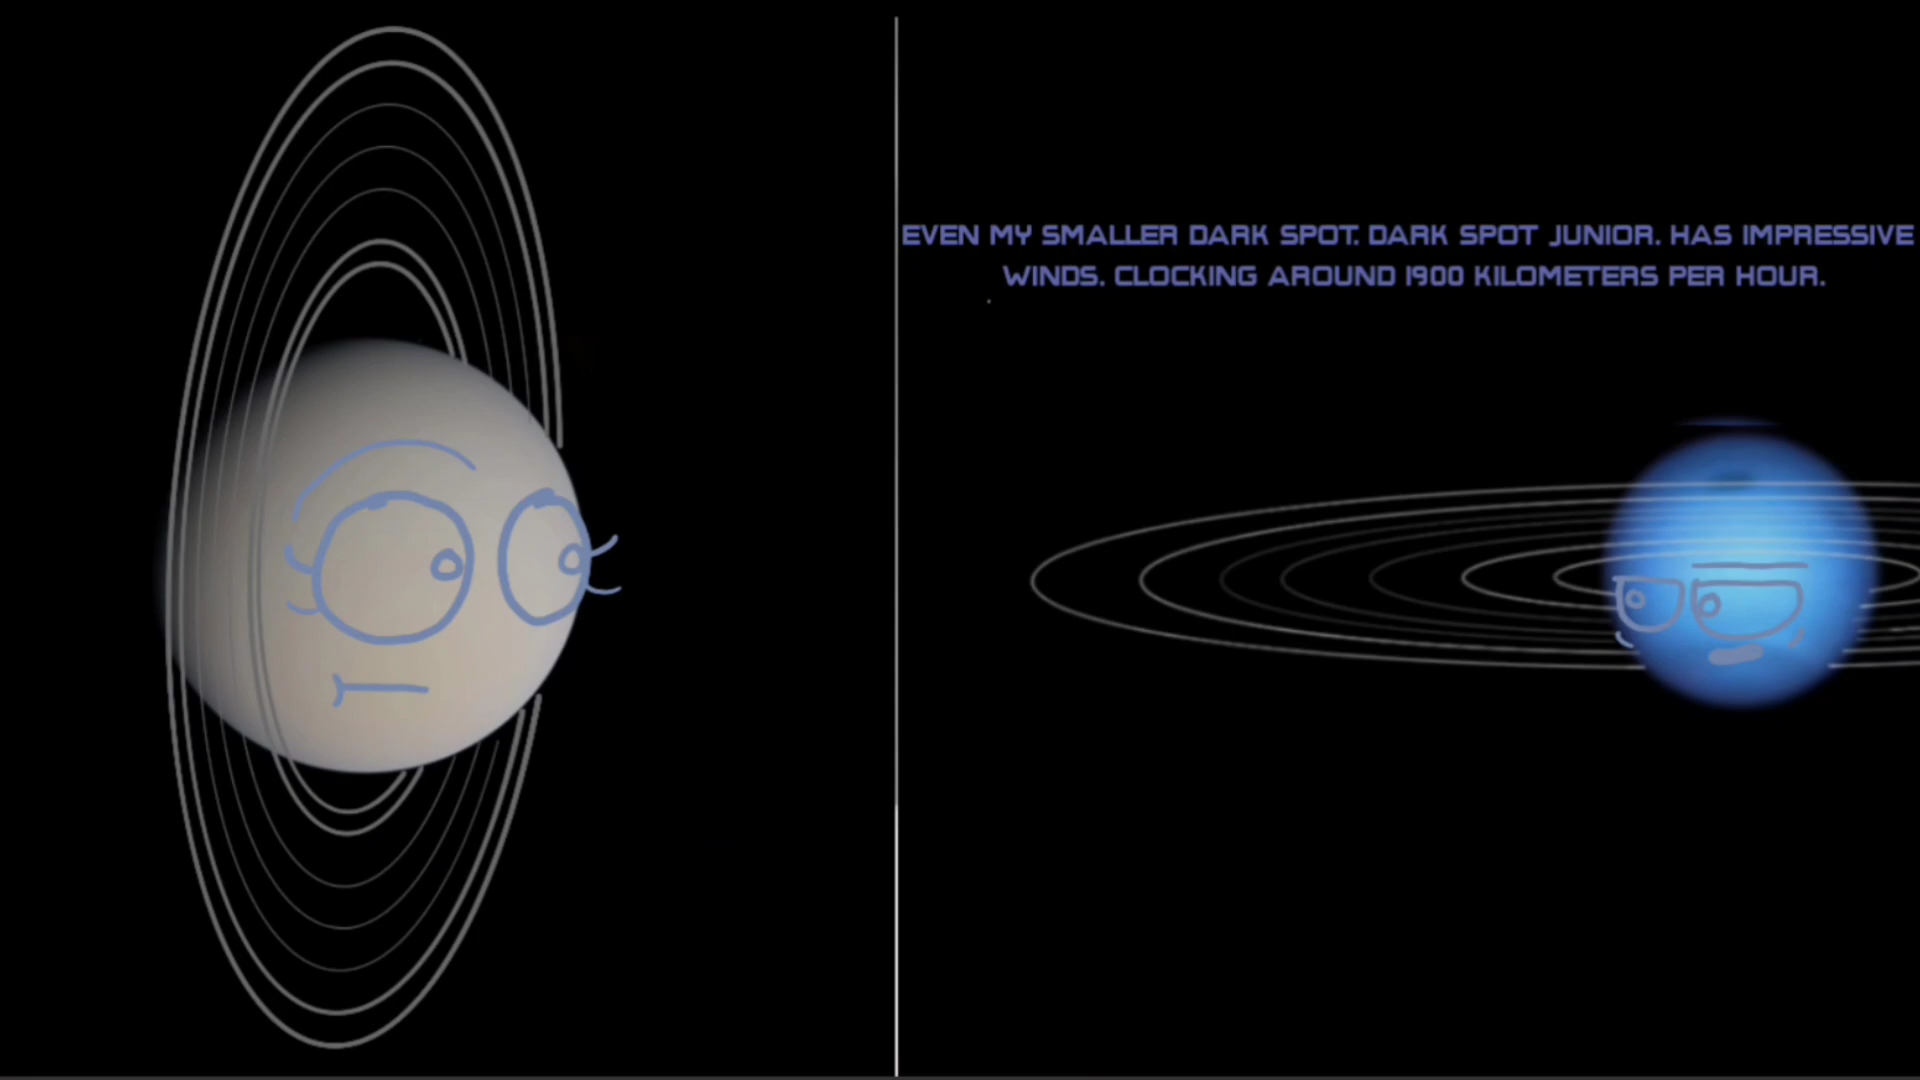 EVEN MY SMALLER DARK SPOT. DARK SPOT JUNIOR. HAS IMPRESSIVE
WINDS. CLOCKING AROUND 1900 KILOMETERS PER HOUR.